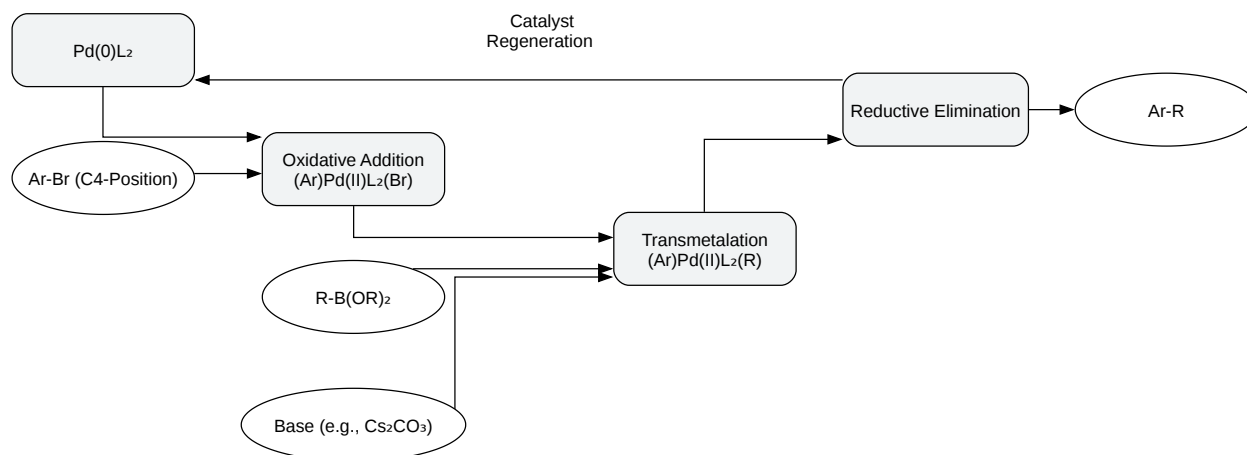 Catalyst
Regeneration
Pd(0)L₂
Reductive Elimination
Ar-R
Oxidative Addition
(Ar)Pd(II)L₂(Br)
Ar-Br (C4-Position)
Transmetalation
(Ar)Pd(II)L₂(R)
R-B(OR)₂
Base (e.g., Cs₂CO₃)